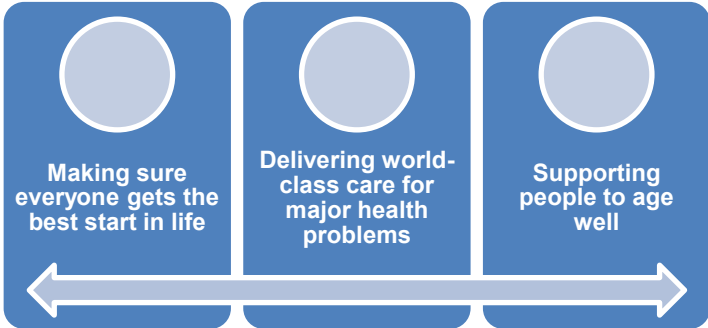 Making sure
everyone gets the
best start in life
Delivering world-
class care for
major health
problems
Supporting
people to age
well